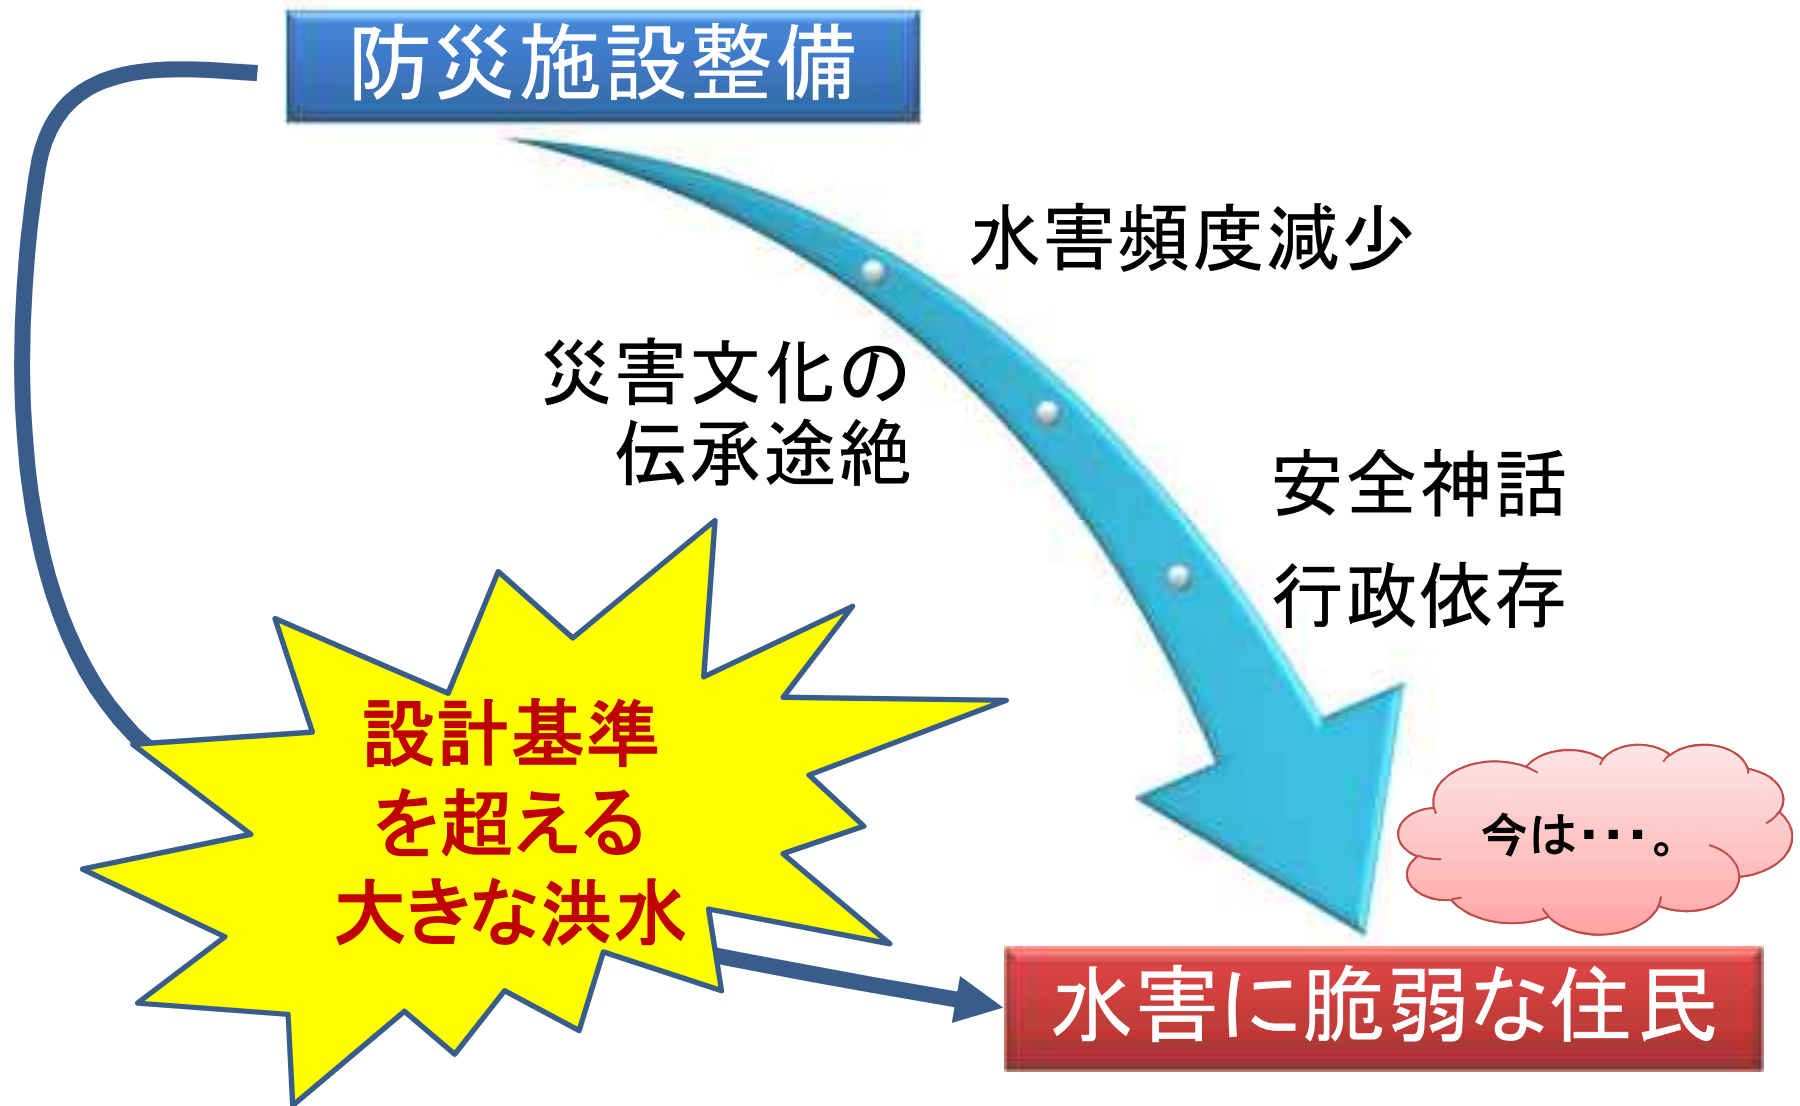 防災施設整備
水害頻度減少
災害文化の
伝承途絶
安全神話
行政依存
設計基準
を超える
大きな洪水
今は・・・。
水害に脆弱な住民